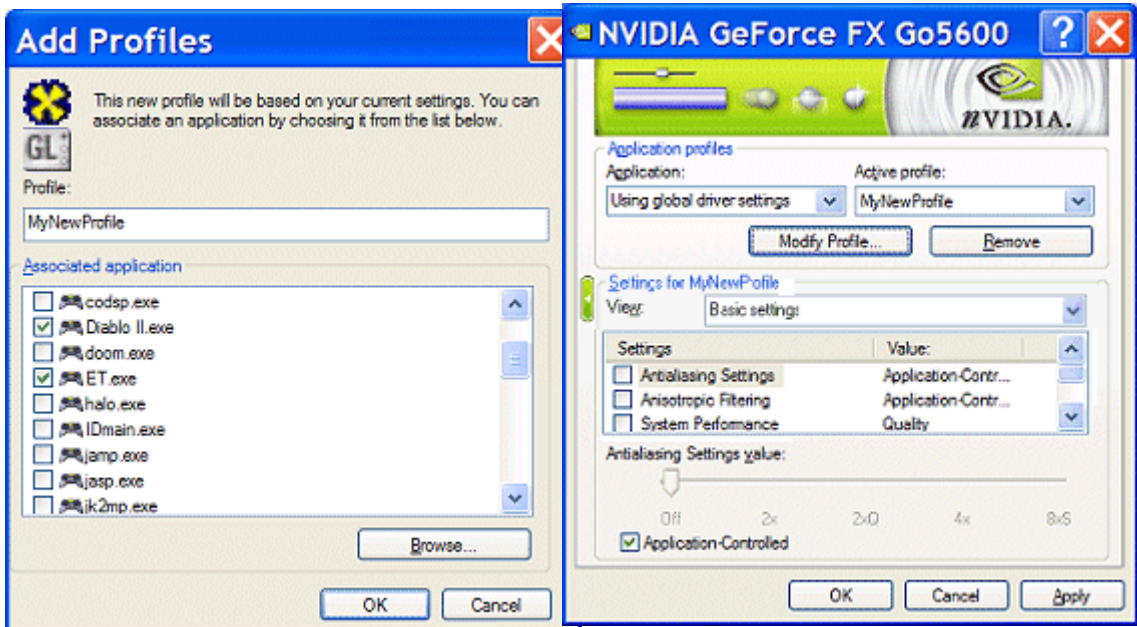 Add Profiles
GL
This new profile will be based on your current settings. You can
associate an application by choosing it from the list below.
Profile:
MyNewProfile
Associated application
codsp.exe
Diablo II.exe
doom.exe
ET.exe
halo.exe
IDmain.exe
jamp.exe
jasp.exe
jk2mp.exe
Browse...
OK Cancel
NVIDIA GeForce FX Go5600
nVIDIA.
Application profiles
Application: Active profile:
Using global driver settings MyNewProfile
Modify Profile... Remove
Settings for MyNewProfile
View: Basic settings
Settings Value:
Antialiasing Settings Application-Contr...
Anisotropic Filtering Application-Contr...
System Performance Quality
Antialiasing Settings value:
Off 2x 2xQ 4x 8xS
Application-Controlled
OK Cancel Apply